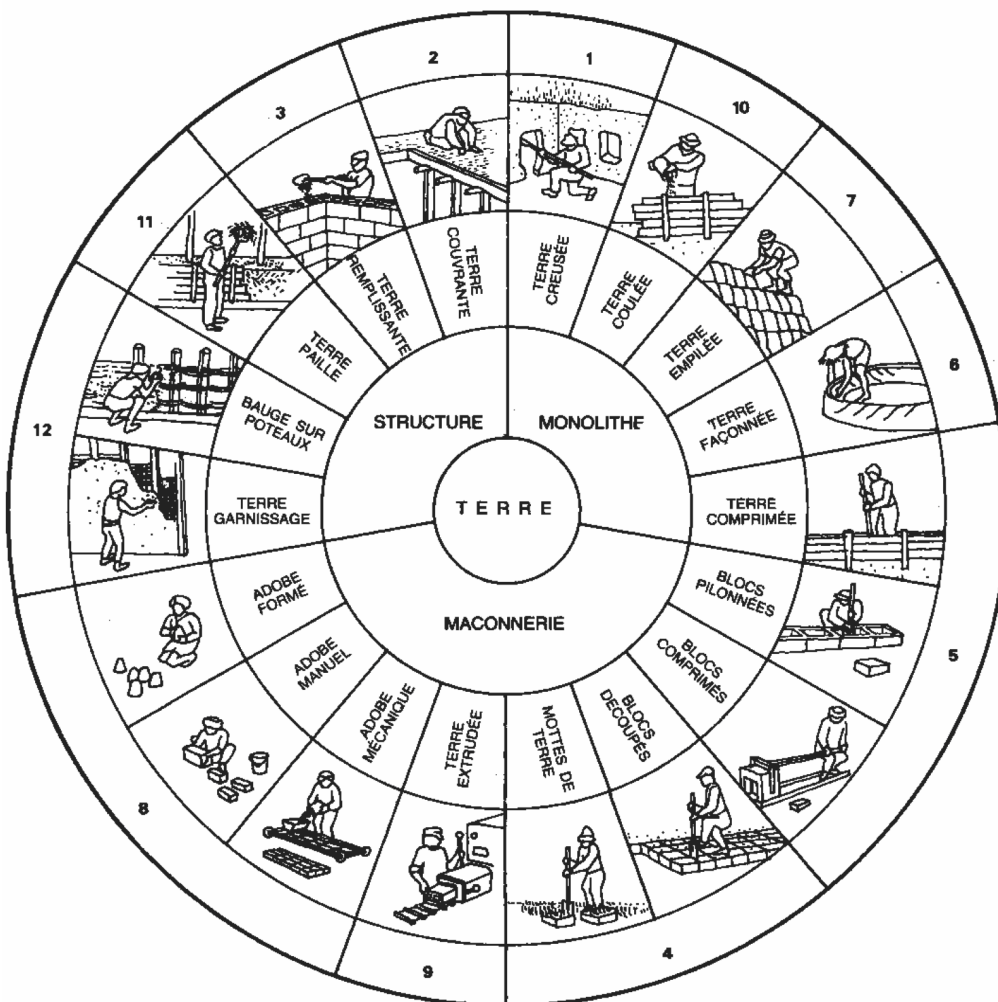 2
1
3
10
11
7
12
6
8
5
9
4
TERRE
COUVRANTE
TERRE
CREUSÉE
TERRE
REMPLISSANTE
TERRE
COULÉE
TERRE
PAILLE
TERRE
EMPILÉE
BAUGE SUR
POTEAUX
TERRE
FAÇONNÉE
TERRE
GARNISSAGE
TERRE
COMPRIMÉE
ADOBE
FORMÉ
BLOCS
PILONNÉES
ADOBE
MANUEL
BLOCS
COMPRIMÉS
ADOBE
MÉCANIQUE
BLOCS
DECOUPÉS
TERRE
EXTRUDÉE
MOTTES DE
TERRE
STRUCTURE
MONOLITHE
TERRE
MACONNERIE